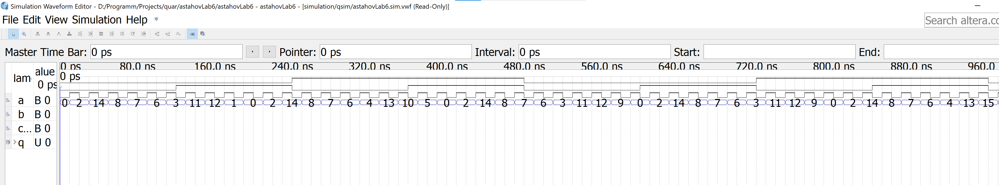 Simulation Waveform Editor - D:/Programm/Projects/quar/astahovLab6/astahovLab6 - astahovLab6 - [simulation/qsim/astahovLab6.sim.vwf (Read-Only)]
File Edit View Simulation Help
Search altera.co
Master Time Bar: 0 ps Pointer: 0 ps Interval: 0 ps Start: End:
0 ps 80.0 ns 160.0 ns 240.0 ns 320.0 ns 400.0 ns 480.0 ns 560.0 ns 640.0 ns 720.0 ns 800.0 ns 880.0 ns 960.0
alue
0 ps
0 ps
a B 0
0 2 14 8 7 6 3 11 12 1 0 2 14 8 7 6 4 13 10 5 0 2 14 8 7 6 3 11 12 9 0 2 14 8 7 6 3 11 12 9 0 2 14 8 7 6 4 13 15
b B 0
c... B 0
q U 0